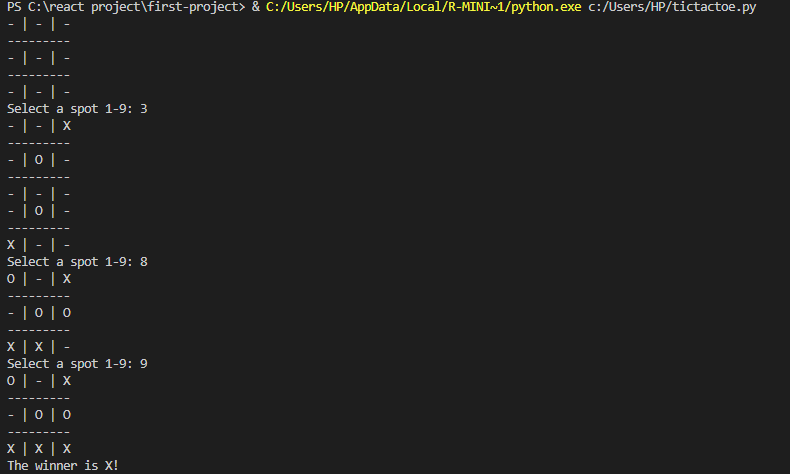 PS C:\react project\first-project> & C:/Users/HP/AppData/Local/R-MINI~1/python.exe c:/Users/HP/tictactoe.py
- | - | -
---------
- | - | -
---------
- | - | -
Select a spot 1-9: 3
- | - | X
---------
- | O | -
---------
- | - | -
- | O | -
---------
X | - | -
Select a spot 1-9: 8
O | - | X
---------
- | O | O
---------
X | X | -
Select a spot 1-9: 9
O | - | X
---------
- | O | O
---------
X | X | X
The winner is X!